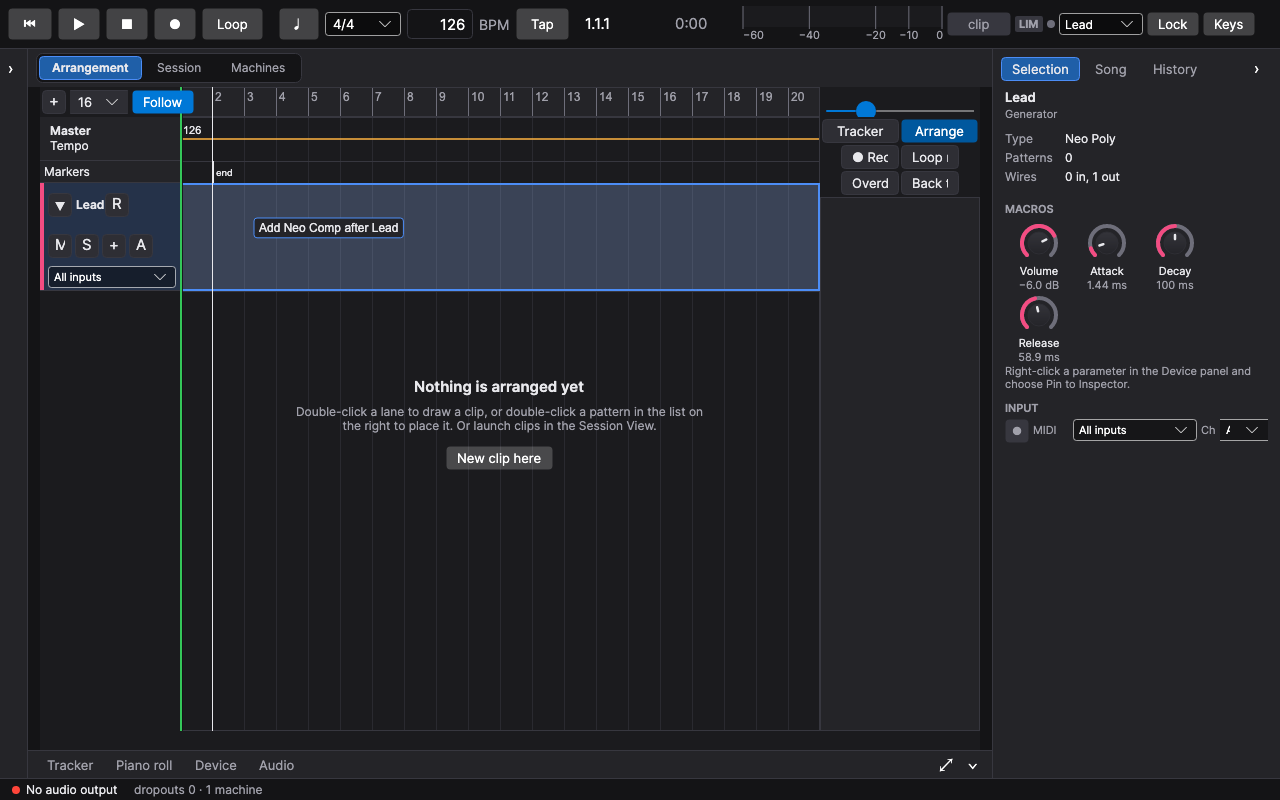 Loop
4/4
126 BPM
Tap
1.1.1
0:00
−60 −40 −20 −10 0
clip
LIM
Lead
Lock
Keys
Arrangement Session Machines
+ 16 Follow
2 3 4 5 6 7 8 9 10 11 12 13 14 15 16 17 18 19 20
Master
Tempo
126
Markers
end
Lead R
M S + A
All inputs
Add Neo Comp after Lead
Nothing is arranged yet
Double-click a lane to draw a clip, or double-click a pattern in the list on
the right to place it. Or launch clips in the Session View.
New clip here
Tracker Arrange
Rec Loop
Overd Back
Selection Song History
Lead
Generator
Type Neo Poly
Patterns 0
Wires 0 in, 1 out
MACROS
Volume Attack Decay
−6.0 dB 1.44 ms 100 ms
Release
58.9 ms
Right-click a parameter in the Device panel and
choose Pin to Inspector.
INPUT
MIDI All inputs Ch
Tracker Piano roll Device Audio
No audio output dropouts 0 · 1 machine